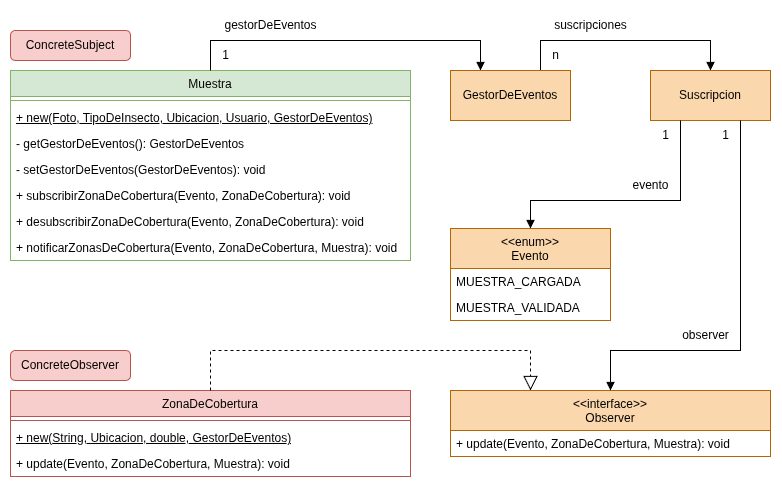 gestorDeEventos
suscripciones
ConcreteSubject
1
n
Muestra
GestorDeEventos
Suscripcion
+ new(Foto, TipoDeInsecto, Ubicacion, Usuario, GestorDeEventos)
- getGestorDeEventos(): GestorDeEventos
- setGestorDeEventos(GestorDeEventos): void
+ subscribirZonaDeCobertura(Evento, ZonaDeCobertura): void
+ desubscribirZonaDeCobertura(Evento, ZonaDeCobertura): void
+ notificarZonasDeCobertura(Evento, ZonaDeCobertura, Muestra): void
1
1
evento
<<enum>>
Evento
MUESTRA_CARGADA
MUESTRA_VALIDADA
observer
ConcreteObserver
ZonaDeCobertura
+ new(String, Ubicacion, double, GestorDeEventos)
+ update(Evento, ZonaDeCobertura, Muestra): void
<<interface>>
Observer
+ update(Evento, ZonaDeCobertura, Muestra): void